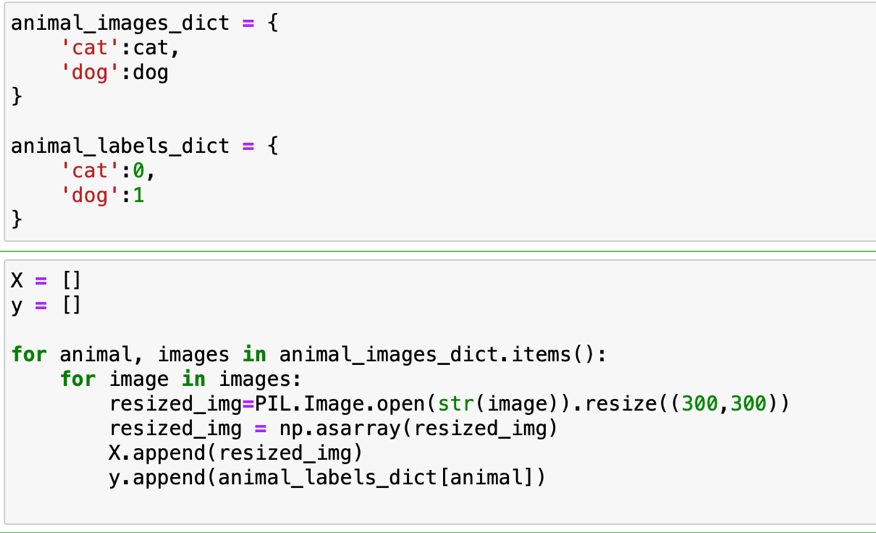 animal_images_dict = {
    'cat':cat,
    'dog':dog
}
animal_labels_dict = {
    'cat':0,
    'dog':1
}
X = []
y = []
for animal, images in animal_images_dict.items():
    for image in images:
        resized_img=PIL.Image.open(str(image)).resize((300,300))
        resized_img = np.asarray(resized_img)
        X.append(resized_img)
        y.append(animal_labels_dict[animal])